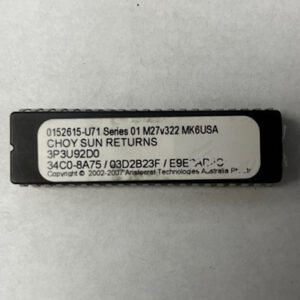 0152615-U71 Series 01 M27v322 MK6USA
CHOY SUN RETURNS
3P3U92D0
34C0-8A75 / 03D2B23F /
Copyright © 2002-2007 Aristocrat Technologies Australia